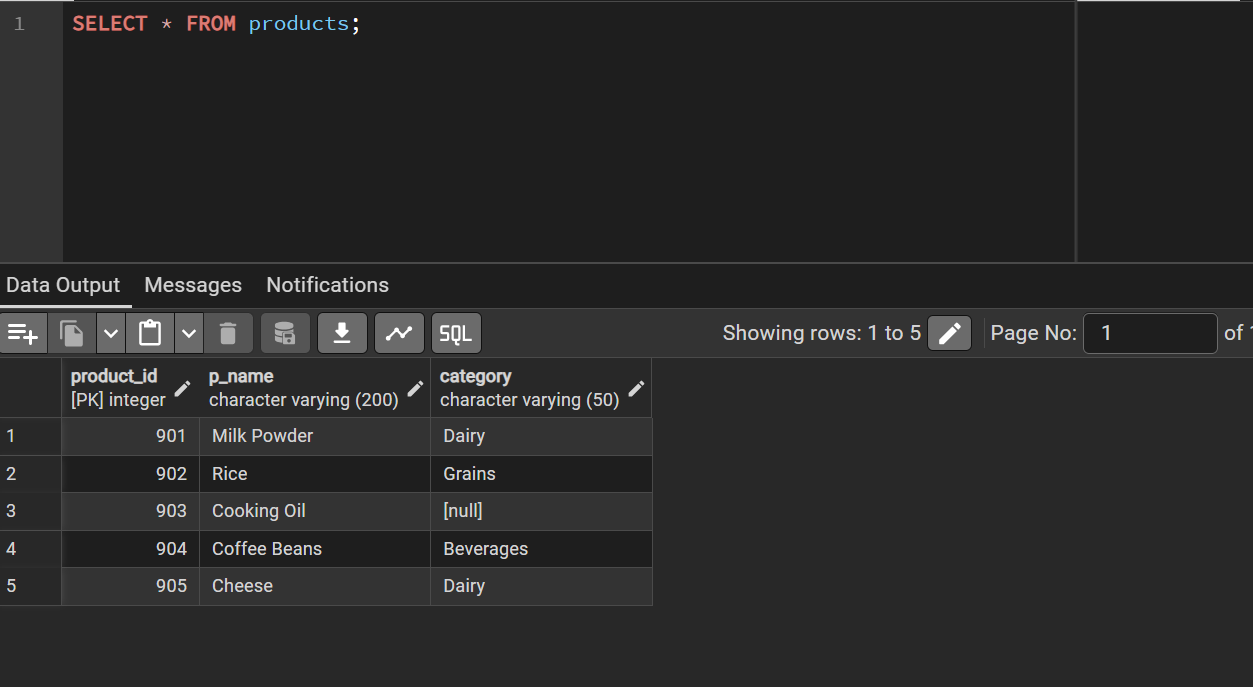 1 SELECT * FROM products;
Data Output Messages Notifications
SQL Showing rows: 1 to 5 Page No: 1 of
product_id p_name category
[PK] integer character varying (200) character varying (50)
1 901 Milk Powder Dairy
2 902 Rice Grains
3 903 Cooking Oil [null]
4 904 Coffee Beans Beverages
5 905 Cheese Dairy